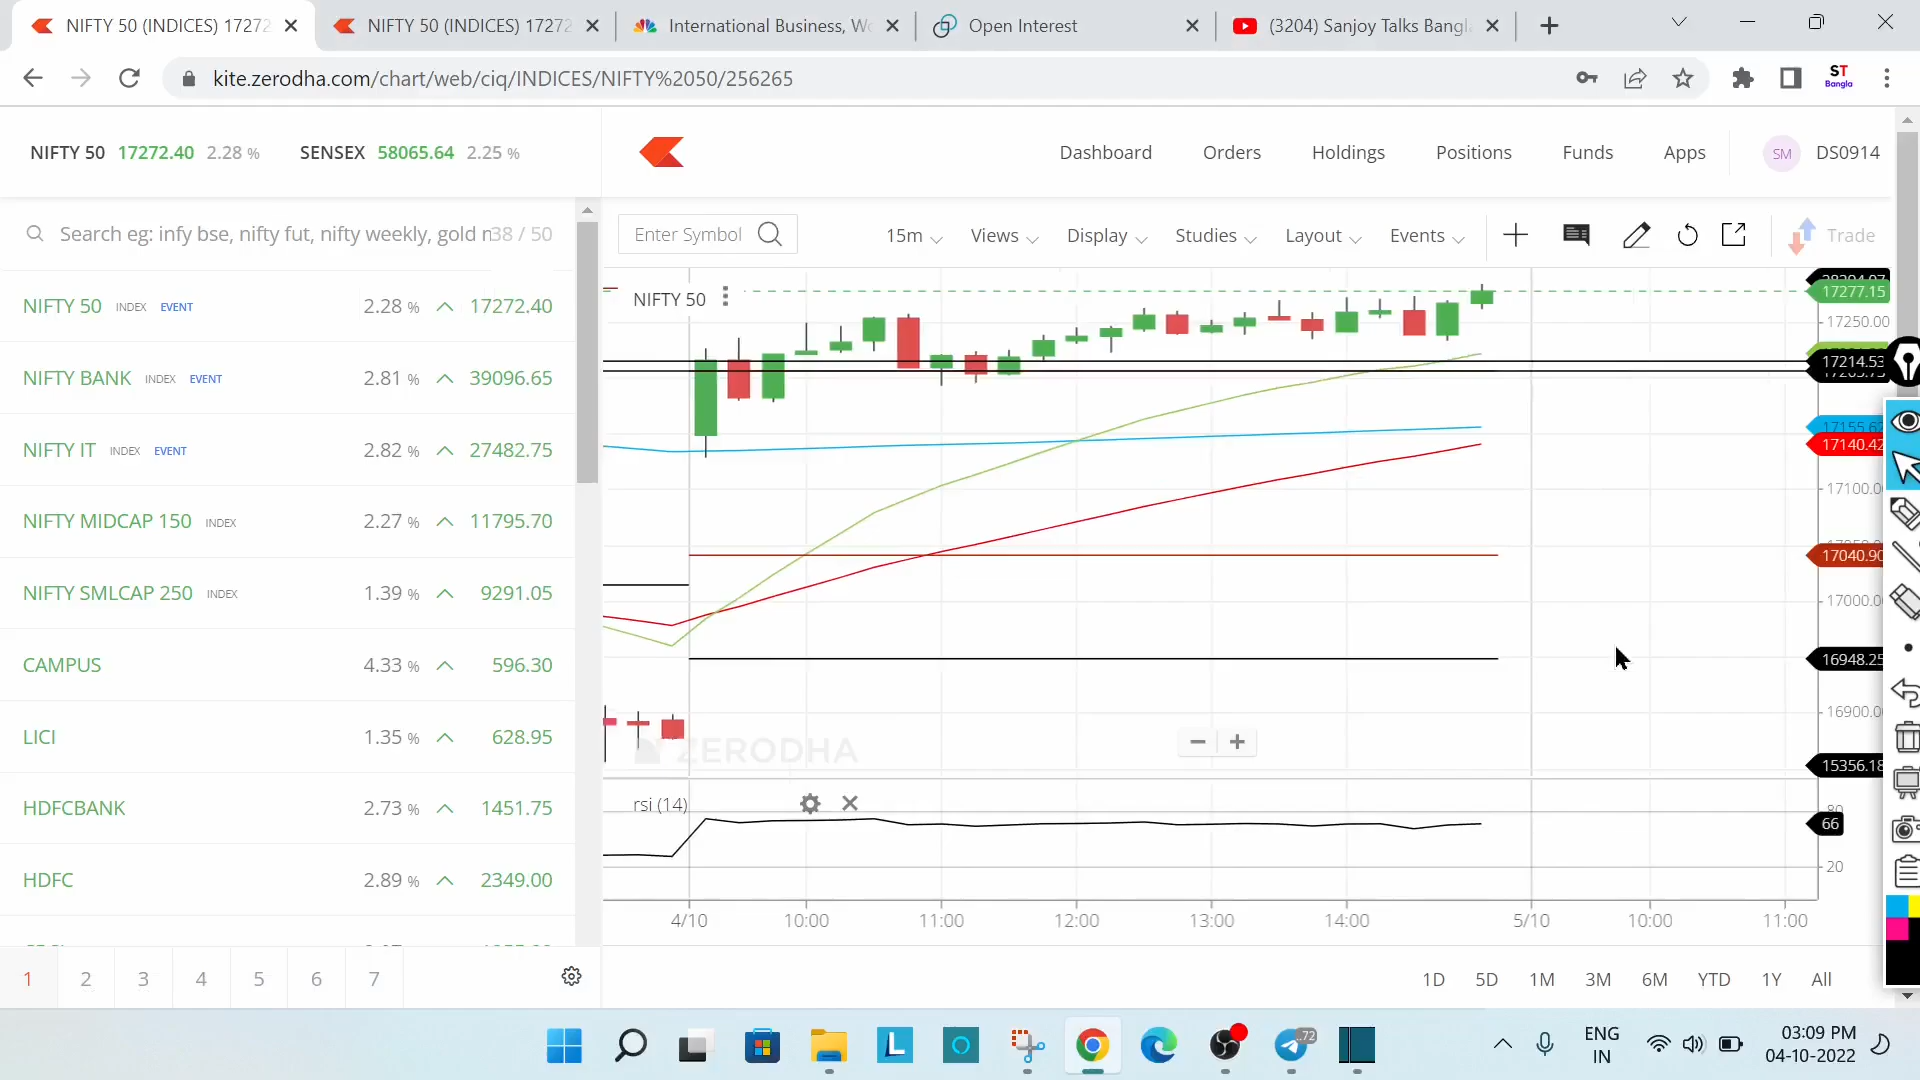 NIFTY 50 (INDICES) 17272
NIFTY 50 (INDICES) 17272
International Business, Wo
Open Interest
(3204) Sanjoy Talks Bangla
kite.zerodha.com/chart/web/ciq/INDICES/NIFTY%2050/256265
ST
Bangla
NIFTY 50 17272.40 2.28 %
SENSEX 58065.64 2.25 %
Dashboard
Orders
Holdings
Positions
Funds
Apps
SM
DS0914
Search eg: infy bse, nifty fut, nifty weekly, gold m
38 / 50
Enter Symbol
15m
Views
Display
Studies
Layout
Events
Trade
NIFTY 50 INDEX EVENT 2.28 % 17272.40
NIFTY BANK INDEX EVENT 2.81 % 39096.65
NIFTY IT INDEX EVENT 2.82 % 27482.75
NIFTY MIDCAP 150 INDEX 2.27 % 11795.70
NIFTY SMLCAP 250 INDEX 1.39 % 9291.05
CAMPUS 4.33 % 596.30
LICI 1.35 % 628.95
HDFCBANK 2.73 % 1451.75
HDFC 2.89 % 2349.00
1 2 3 4 5 6 7
NIFTY 50
17277.15
17250.00
17214.53
17155.67
17140.42
17100.0
17040.90
17000.0
16948.25
16900.0
15356.18
ZERODHA
rsi (14)
80
66
20
4/10 10:00 11:00 12:00 13:00 14:00 5/10 10:00 11:00
1D 5D 1M 3M 6M YTD 1Y All
72
ENG
IN
03:09 PM
04-10-2022